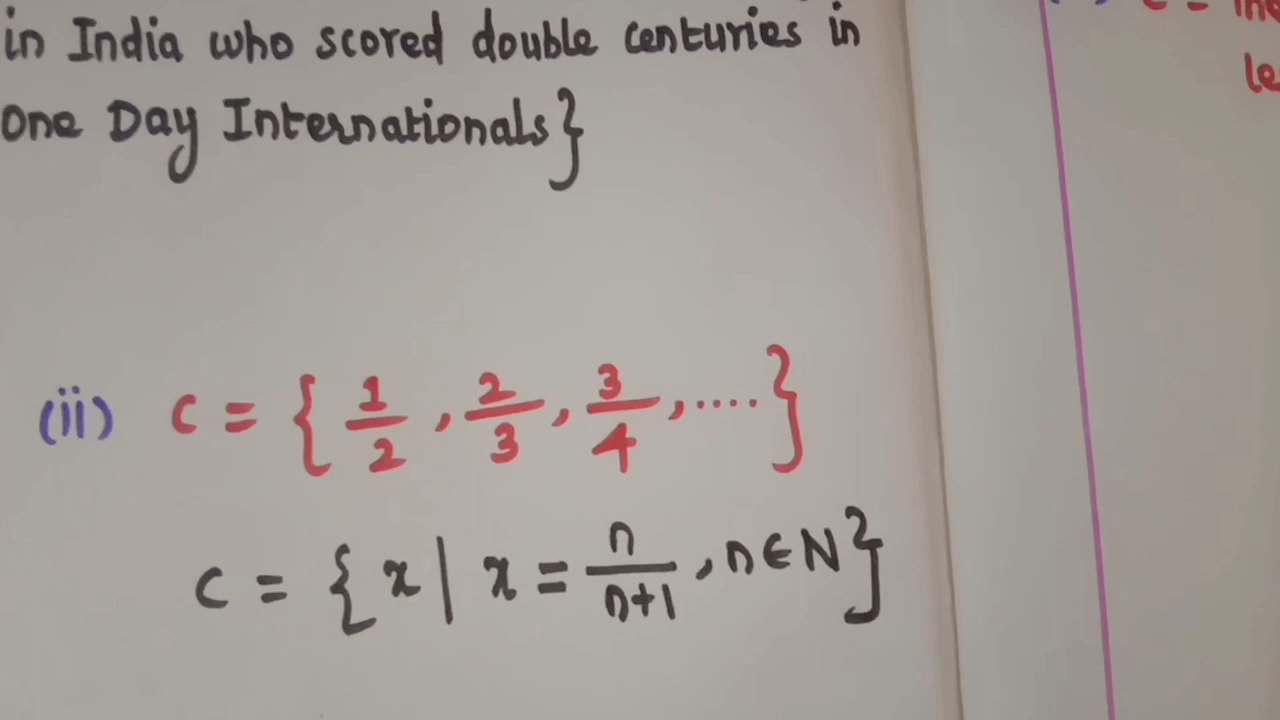 in India who scored double centuries in
One Day Internationals}
(ii) C = { 1/2, 2/3, 3/4, ..... }
C = { x | x = n/n+1, n ∈ N }